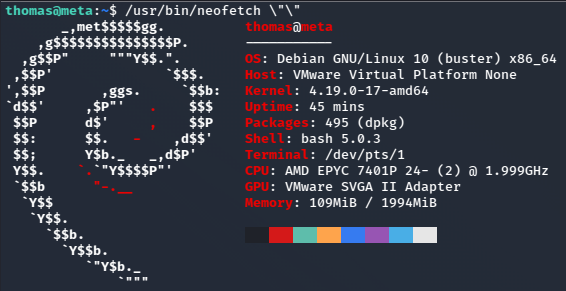 thomas@meta:~$ /usr/bin/neofetch \"\"
       _,met$$$$$gg.          thomas@meta
    ,g$$$$$$$$$$$$$$$P.       -----------
  ,g$$P"     """Y$$.".        OS: Debian GNU/Linux 10 (buster) x86_64
 ,$$P'              `$$$.     Host: VMware Virtual Platform None
',$$P       ,ggs.     `$$b:   Kernel: 4.19.0-17-amd64
`d$$'     ,$P"'   .    $$$    Uptime: 45 mins
 $$P      d$'     ,    $$P    Packages: 495 (dpkg)
 $$:      $$.   -    ,d$$'    Shell: bash 5.0.3
 $$;      Y$b._   _,d$P'      Terminal: /dev/pts/1
 Y$$.    `.`"Y$$$$P"'         CPU: AMD EPYC 7401P 24- (2) @ 1.999GHz
 `$$b      "-.__              GPU: VMware SVGA II Adapter
  `Y$$                        Memory: 109MiB / 1994MiB
   `Y$$.
     `$$b.
       `Y$$b.
          `"Y$b._
              `"""